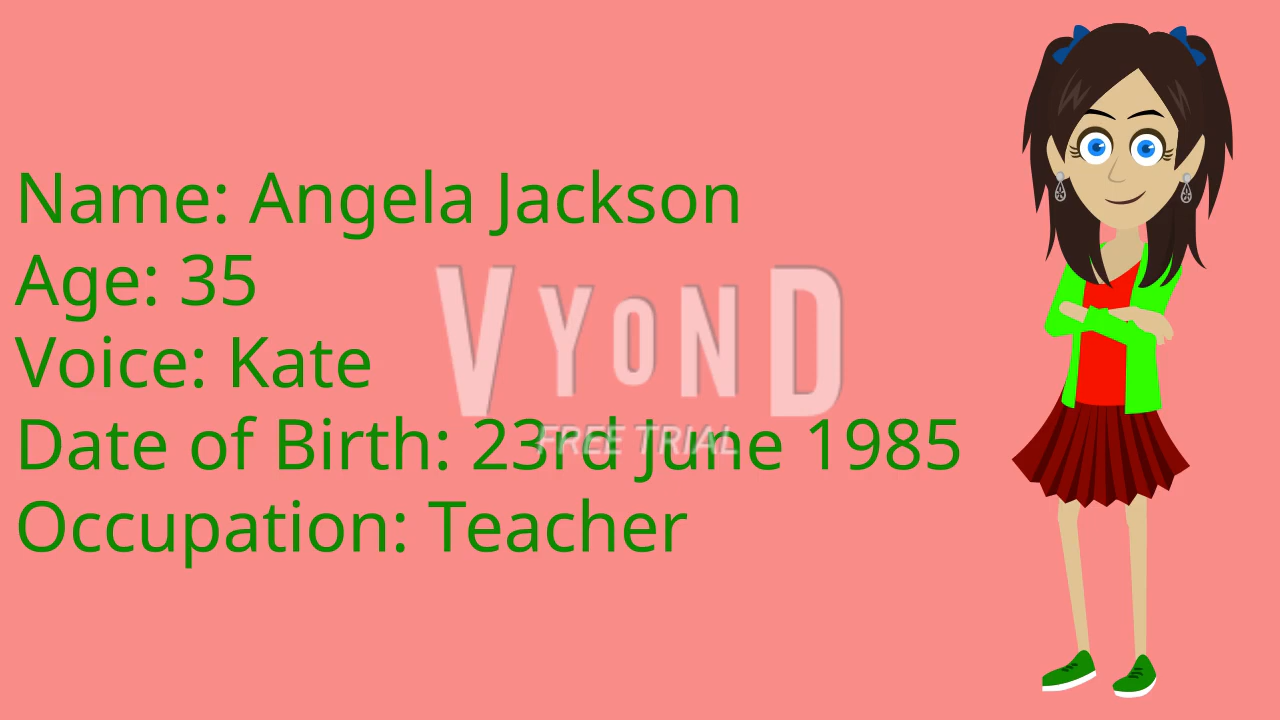 Name: Angela Jackson
Age: 35
Voice: Kate
Date of Birth: 23rd June 1985
Occupation: Teacher
VYOND
FREE TRIAL